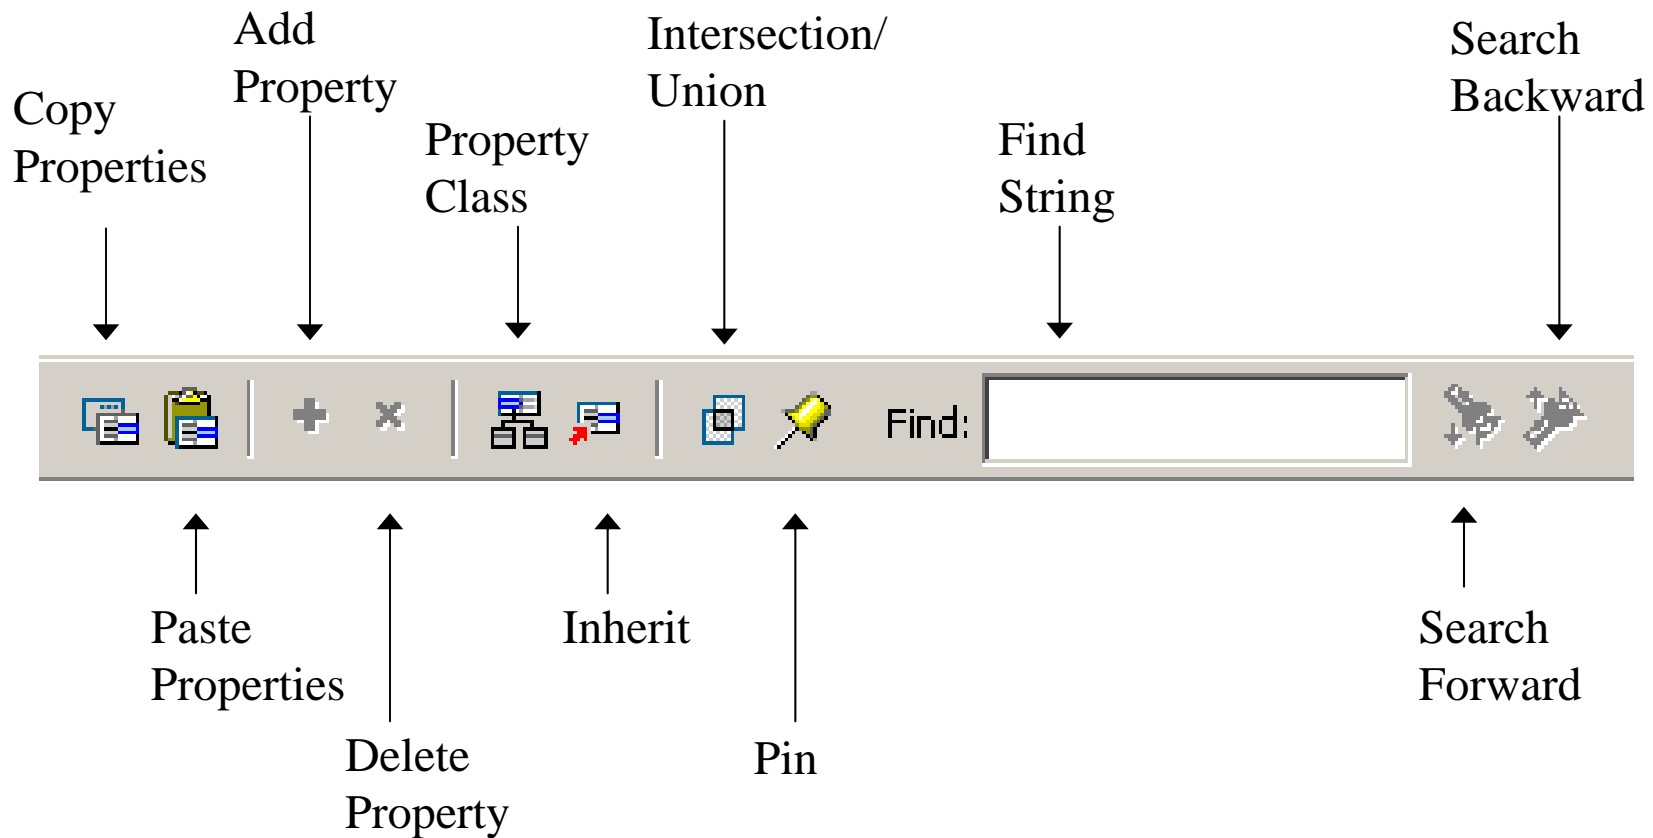 Add
Property
Intersection/
Union
Search
Backward
Copy
Properties
Property
Class
Find
String
Find:
Paste
Properties
Inherit
Search
Forward
Delete
Property
Pin